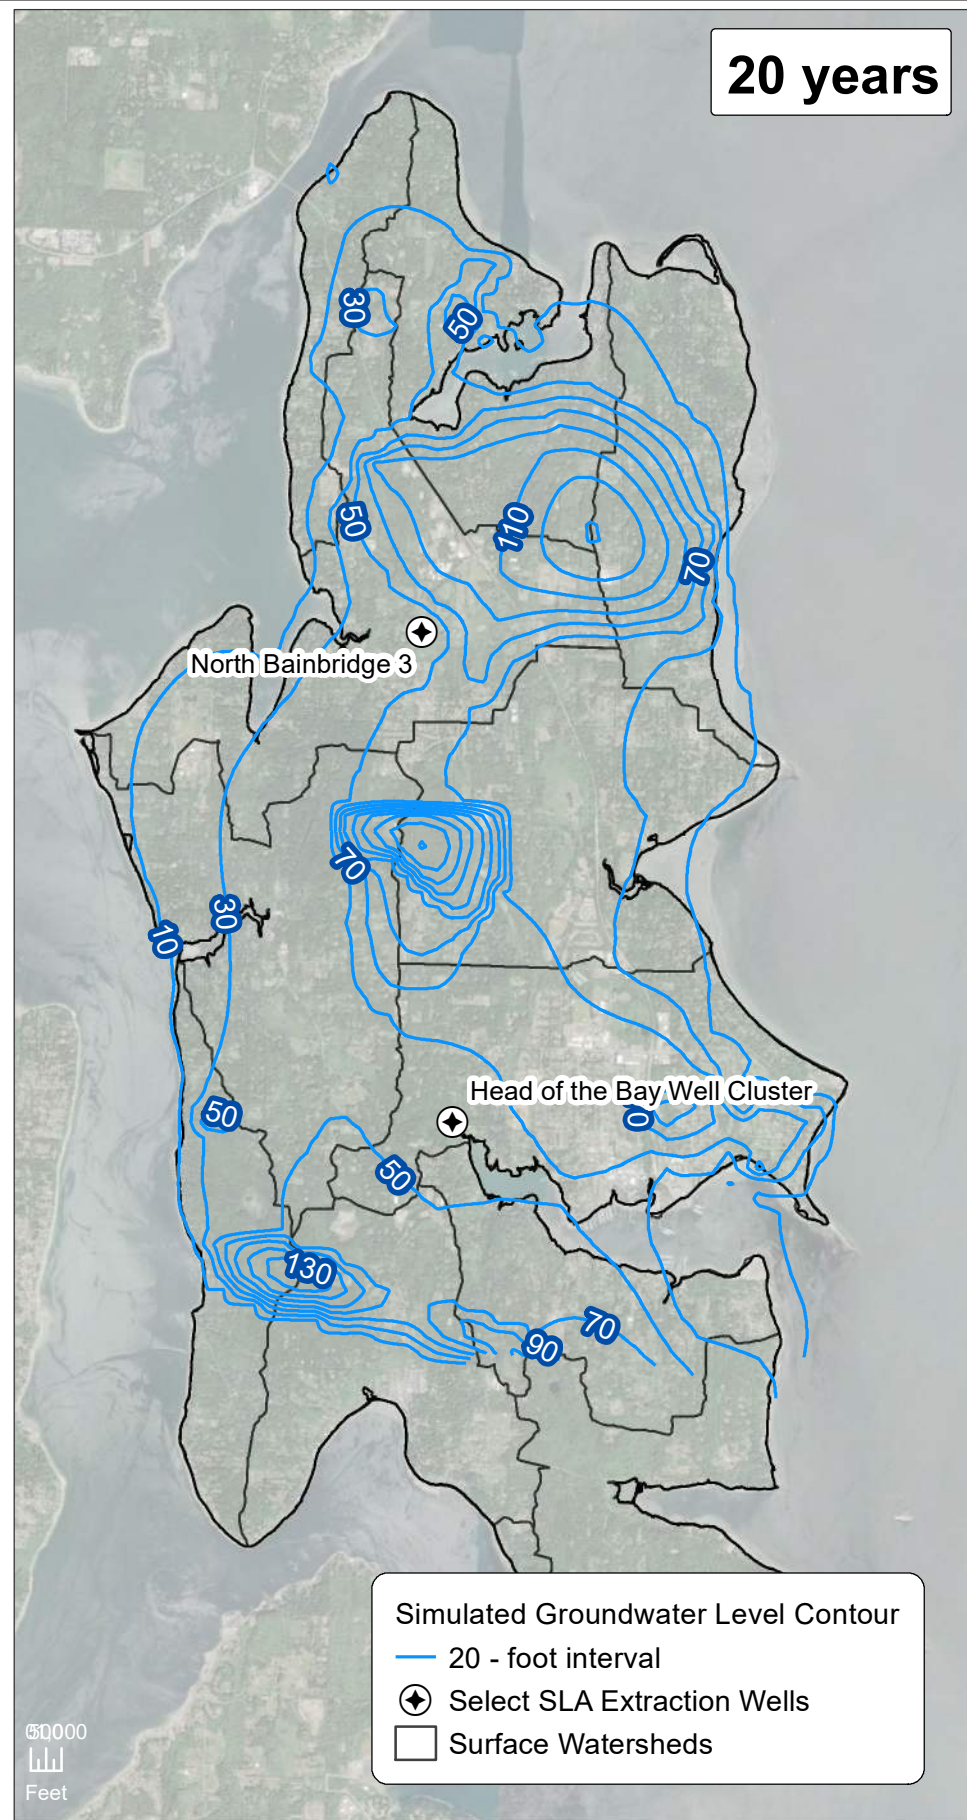 20 years
30
50
50
110
70
North Bainbridge 3
70
30
10
Head of the Bay Well Cluster
50
50
130
70
90
Simulated Groundwater Level Contour
20 - foot interval
Select SLA Extraction Wells
Surface Watersheds
Feet